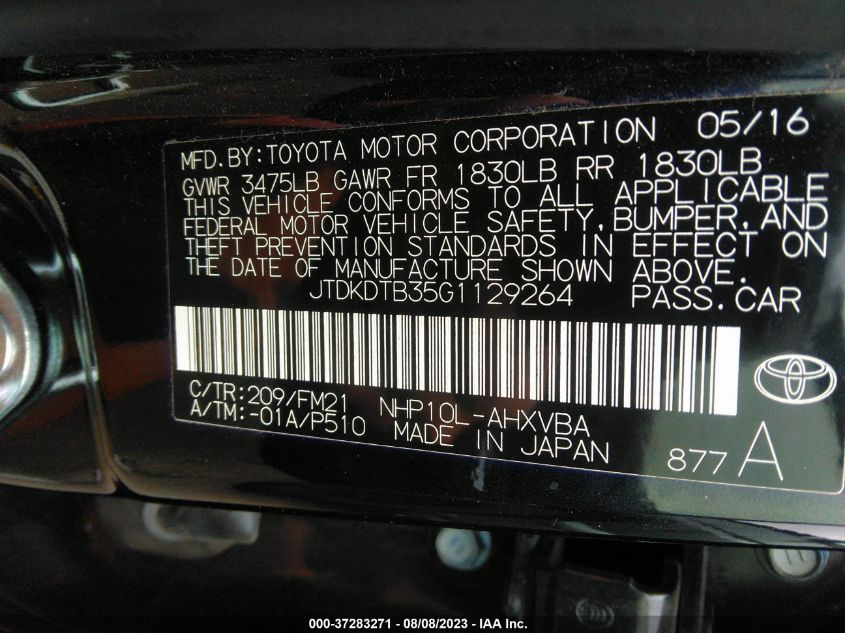 MFD.BY:TOYOTA MOTOR CORPORATION 05/16
GVWR 3475LB GAWR FR 1830LB RR 1830LB
THIS VEHICLE CONFORMS TO ALL APPLICABLE
FEDERAL MOTOR VEHICLE SAFETY,BUMPER,AND
THEFT PREVENTION STANDARDS IN EFFECT ON
THE DATE OF MANUFACTURE SHOWN ABOVE.
JTDKDTB35G1129264 PASS.CAR
C/TR:209/FM21 NHP10L-AHXVBA
A/TM:-01A/P510 MADE IN JAPAN
877 A
000-37283271 - 08/08/2023 - IAA Inc.